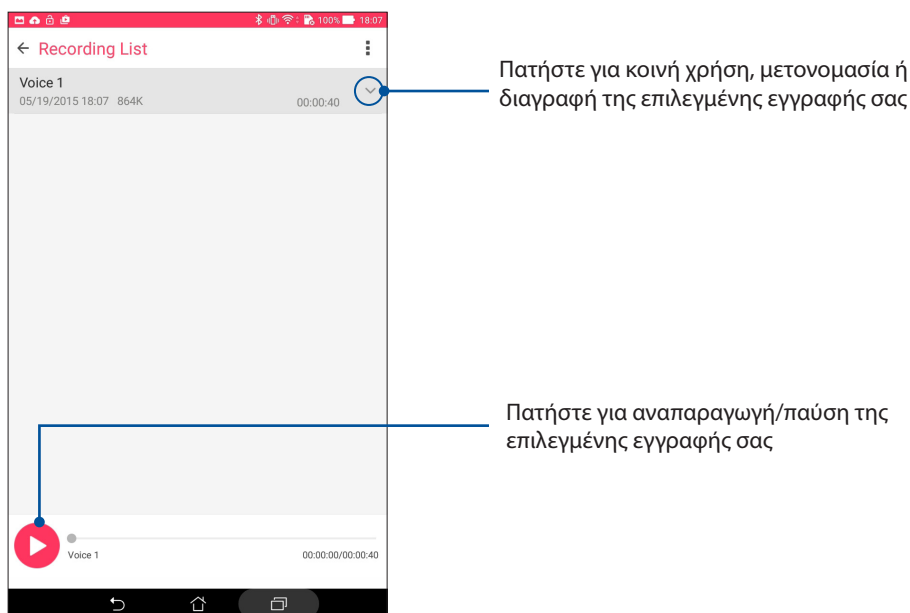 100% 18:07
Recording List
Voice 1
05/19/2015 18:07 864K 00:00:40
Πατήστε για κοινή χρήση, μετονομασία ή
διαγραφή της επιλεγμένης εγγραφής σας
Πατήστε για αναπαραγωγή/παύση της
επιλεγμένης εγγραφής σας
Voice 1 00:00:00/00:00:40